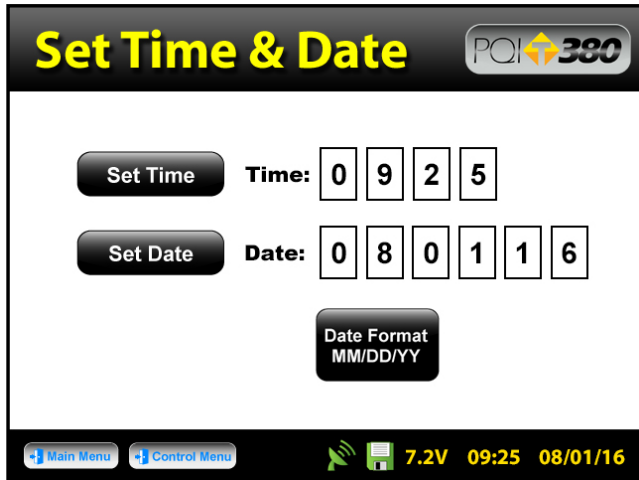 Set Time & Date PQI T 380
Set Time Time: 0 9 2 5
Set Date Date: 0 8 0 1 1 6
Date Format
MM/DD/YY
Main Menu Control Menu 7.2V 09:25 08/01/16